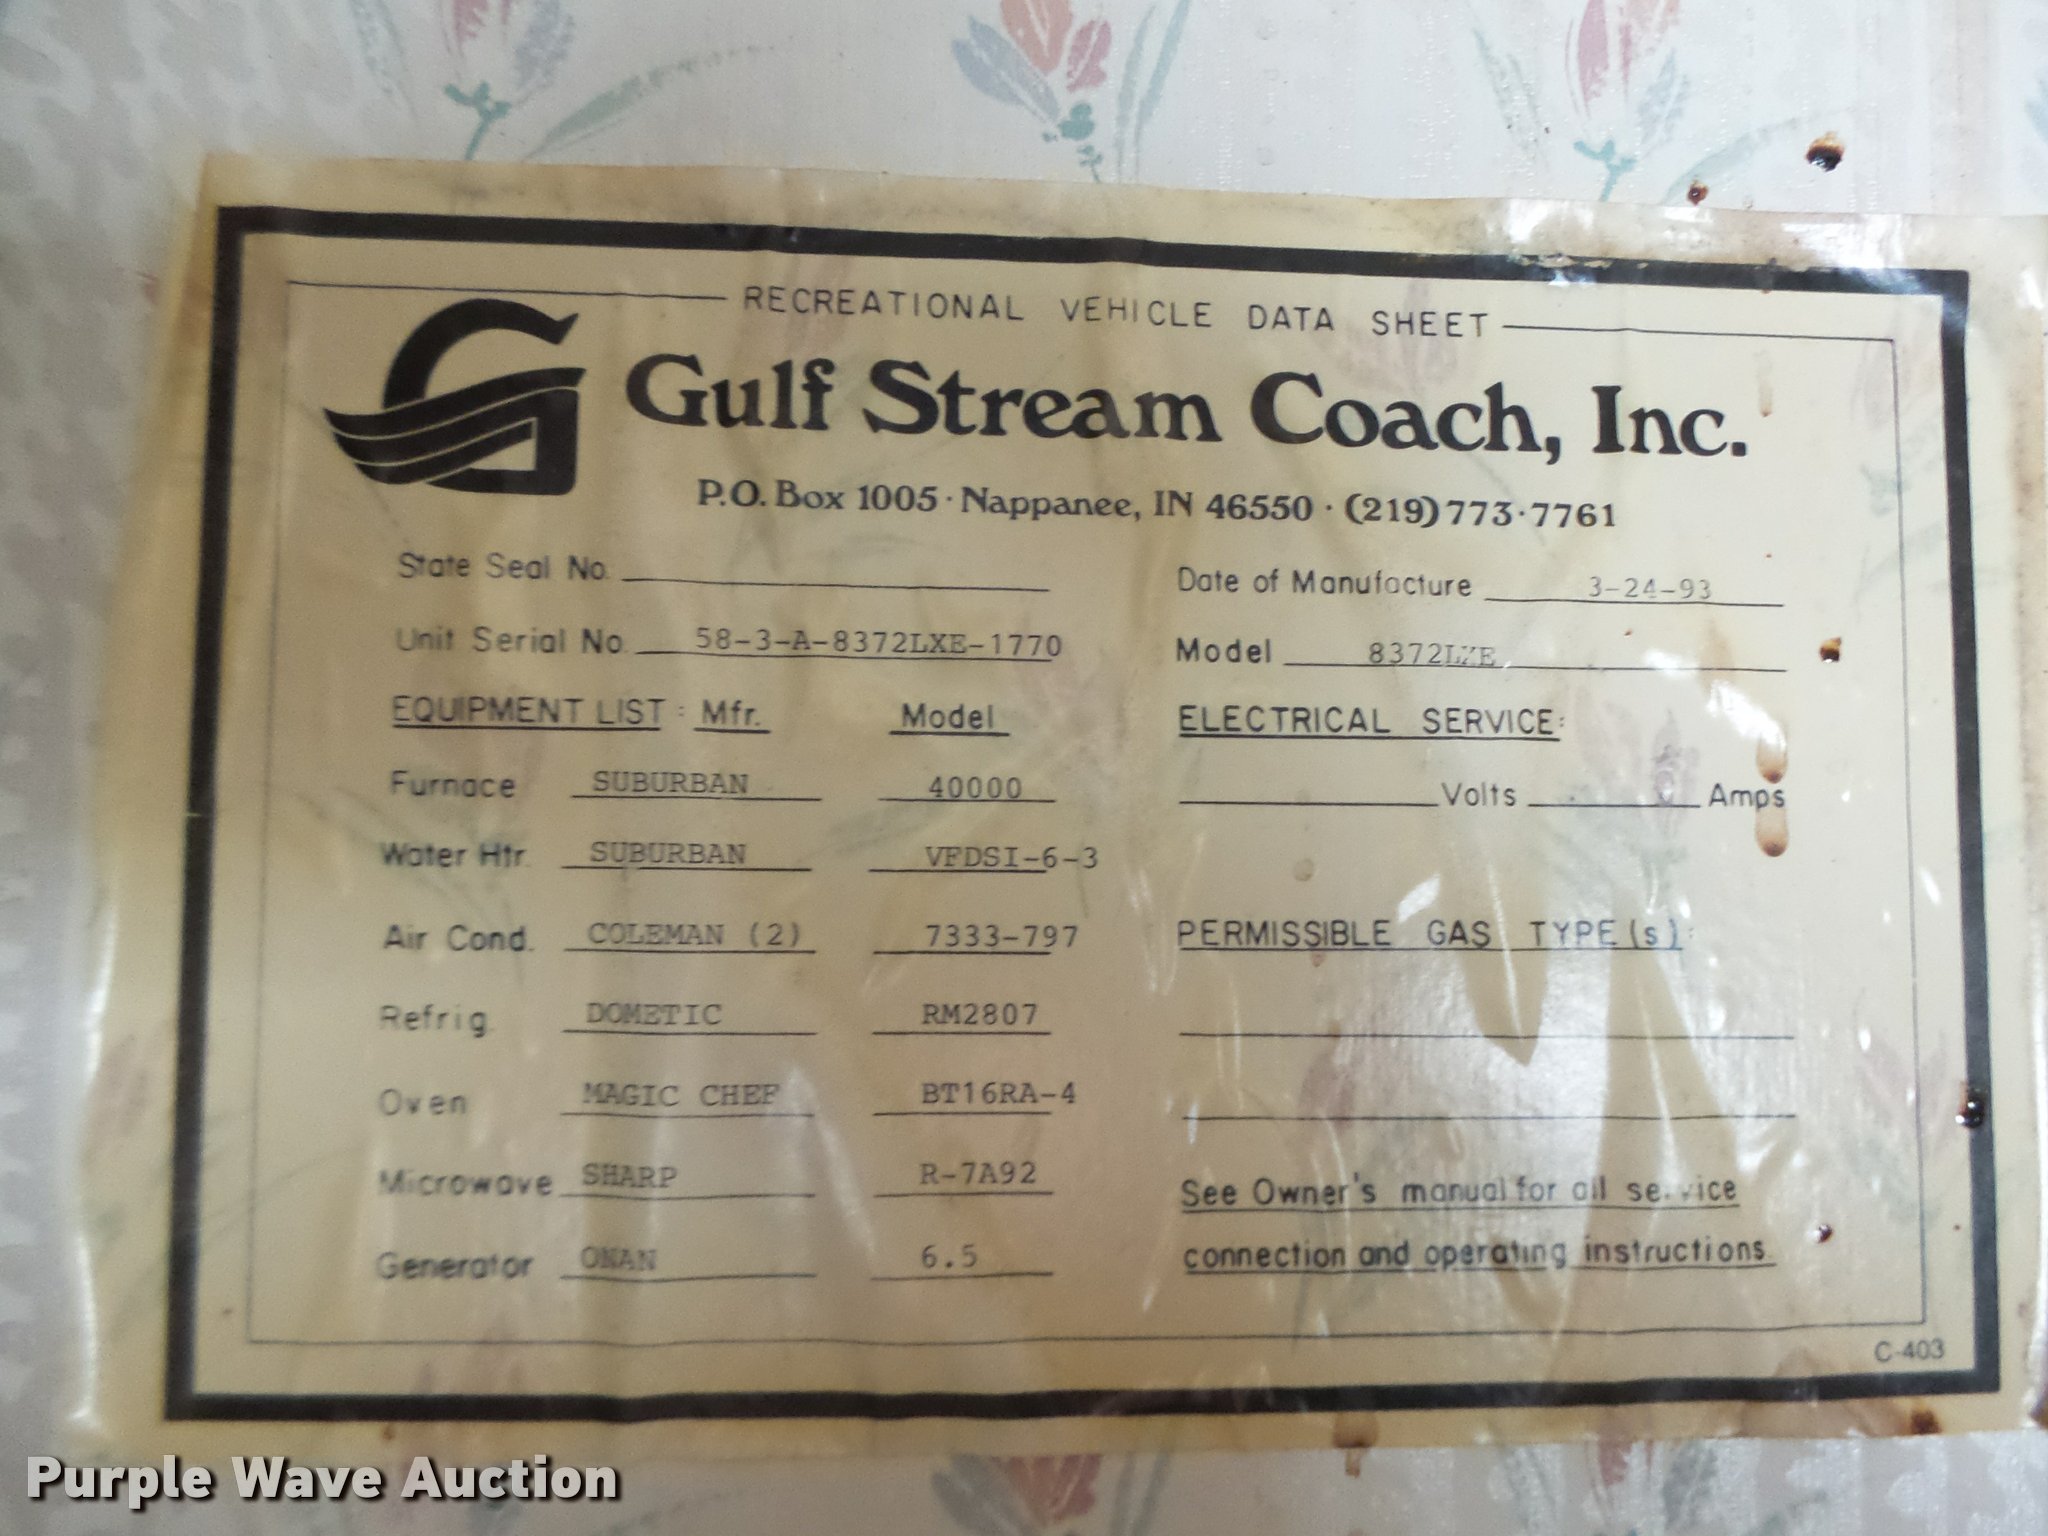 RECREATIONAL VEHICLE DATA SHEET
Gulf Stream Coach, Inc.
P.O. Box 1005 · Nappanee, IN 46550 · (219) 773·7761
State Seal No. Date of Manufacture 3-24-93
Unit Serial No. 58-3-A-8372LXE-1770 Model 8372LXE
EQUIPMENT LIST: Mfr. Model ELECTRICAL SERVICE:
Furnace SUBURBAN 40000 Volts Amps
Water Htr. SUBURBAN VFDSI-6-3
Air Cond. COLEMAN (2) 7333-797 PERMISSIBLE GAS TYPE(s):
Refrig. DOMETIC RM2807
Oven MAGIC CHEF BT16RA-4
Microwave SHARP R-7A92 See Owner's manual for all service
Generator ONAN 6.5 connection and operating instructions.
C-403
Purple Wave Auction